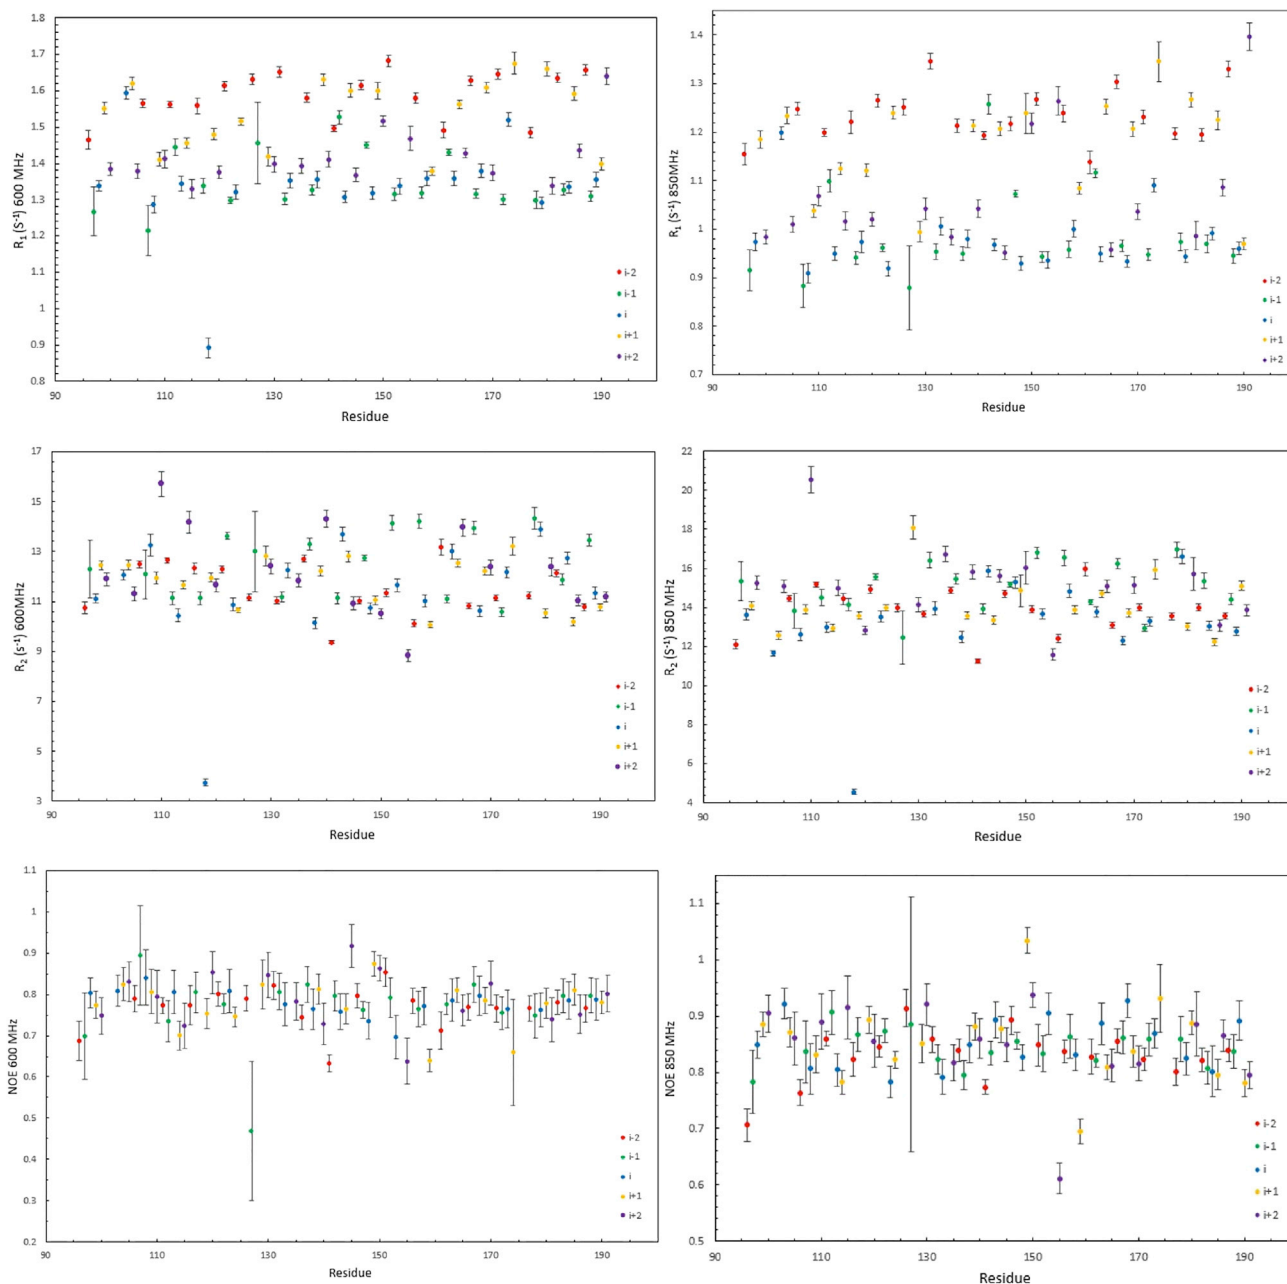 1.8
1.7
1.6
1.5
1.4
1.3
1.2
1.1
1
0.9
0.8
R1 (S-1) 600 MHz
90 110 130 150 170 190
Residue
i-2
i-1
i
i+1
i+2
1.4
1.3
1.2
1.1
1
0.9
0.8
0.7
R1 (S-1) 850MHz
90 110 130 150 170 190
Residue
i-2
i-1
i
i+1
i+2
17
15
13
11
9
7
5
3
R2 (s-1) 600MHz
90 110 130 150 170 190
Residue
i-2
i-1
i
i+1
i+2
22
20
18
16
14
12
10
8
6
4
R2 (S-1) 850 MHz
90 110 130 150 170 190
Residue
i-2
i-1
i
i+1
i+2
1.1
1
0.9
0.8
0.7
0.6
0.5
0.4
0.3
0.2
NOE 600 MHz
90 110 130 150 170 190
Residue
i-2
i-1
i
i+1
i+2
1.1
1
0.9
0.8
0.7
0.6
0.5
NOE 850 MHz
90 110 130 150 170 190
Residue
i-2
i-1
i
i+1
i+2